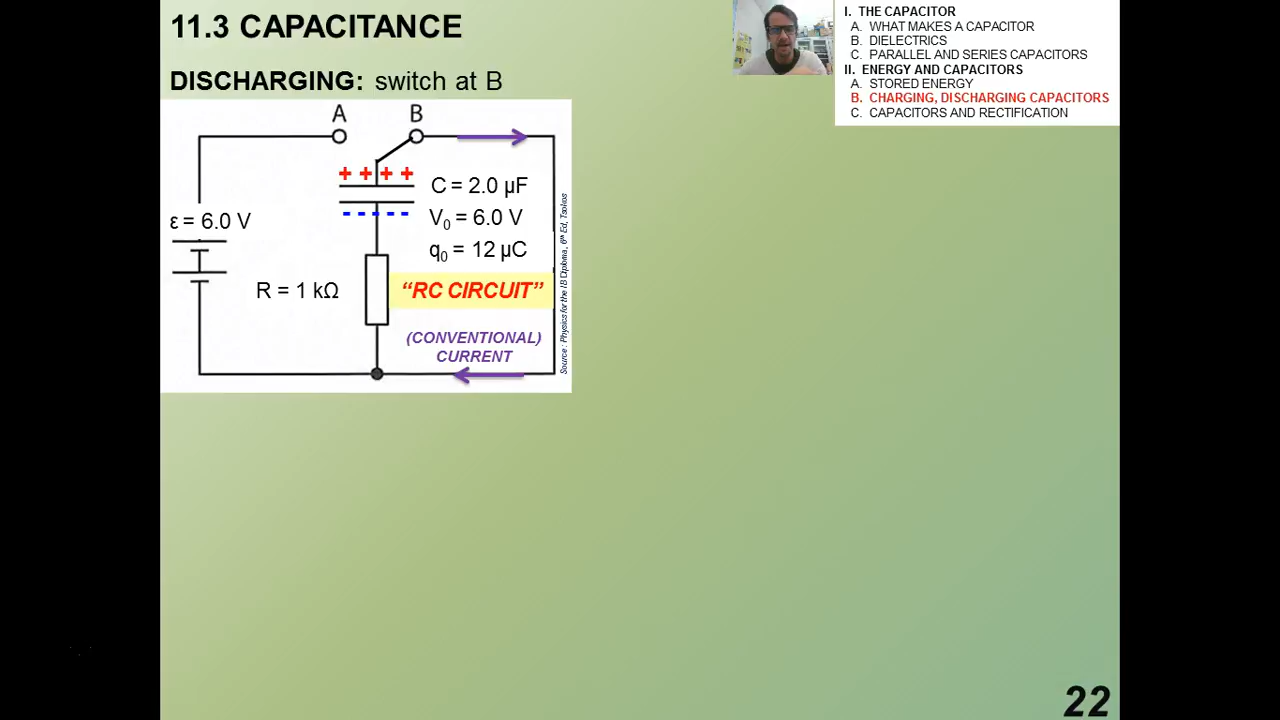 11.3 CAPACITANCE
I. THE CAPACITOR
A. WHAT MAKES A CAPACITOR
B. DIELECTRICS
C. PARALLEL AND SERIES CAPACITORS
II. ENERGY AND CAPACITORS
A. STORED ENERGY
B. CHARGING, DISCHARGING CAPACITORS
C. CAPACITORS AND RECTIFICATION
DISCHARGING: switch at B
A B
+ + + +
- - - - -
C = 2.0 µF
ε = 6.0 V
V₀ = 6.0 V
q₀ = 12 µC
R = 1 kΩ
“RC CIRCUIT”
(CONVENTIONAL)
CURRENT
Source: Physics for the IB Diploma, 6th Ed, Tsokos
22